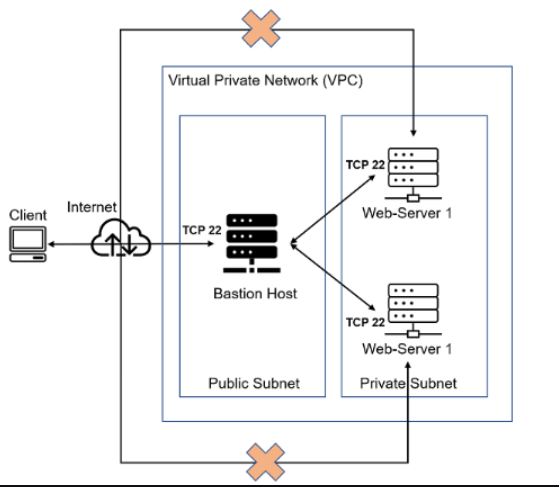 Virtual Private Network (VPC)
TCP 22
Web-Server 1
Client
Internet
TCP 22
Bastion Host
TCP 22
Web-Server 1
Public Subnet
Private Subnet